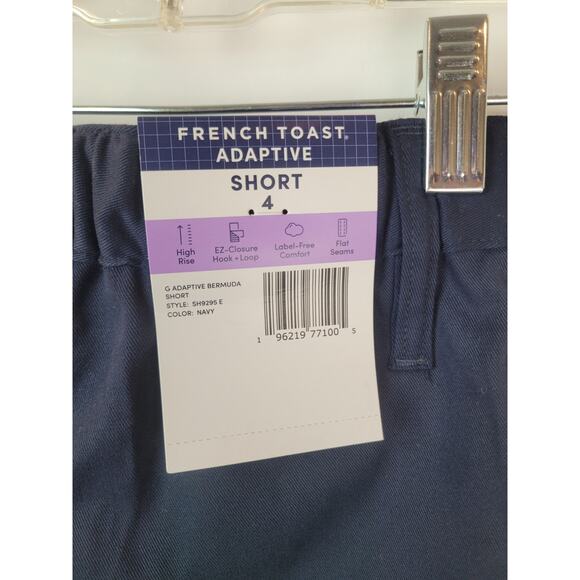 FRENCH TOAST®
ADAPTIVE
SHORT
4
High
Rise
EZ-Closure
Hook + Loop
Label-Free
Comfort
Flat
Seams
G ADAPTIVE BERMUDA
SHORT
STYLE: SH9295 E
COLOR: NAVY
1 96219 77100 5